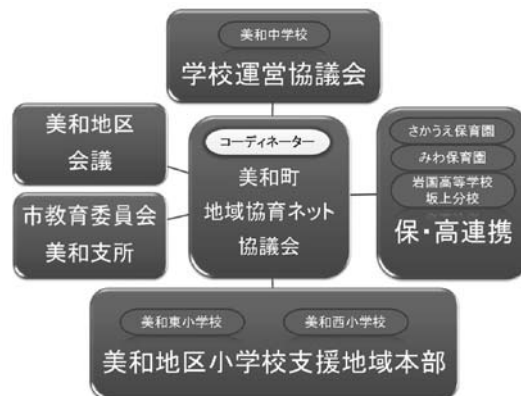 美和中学校
学校運営協議会
美和地区
会議
市教育委員会
美和支所
コーディネーター
美和町
地域協育ネット
協議会
さかうえ保育園
みわ保育園
岩国高等学校
坂上分校
保・高連携
美和東小学校
美和西小学校
美和地区小学校支援地域本部